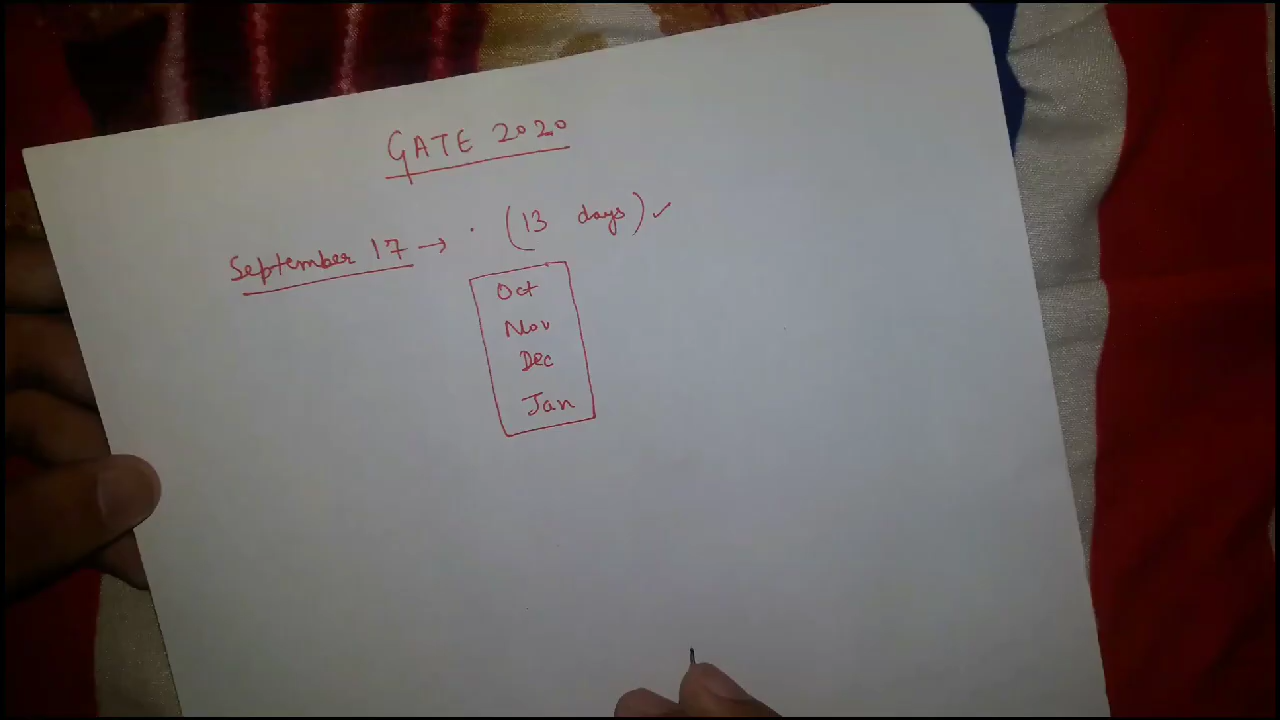 GATE 2020
September 17 → . (13 days) ✓
Oct
Nov
Dec
Jan